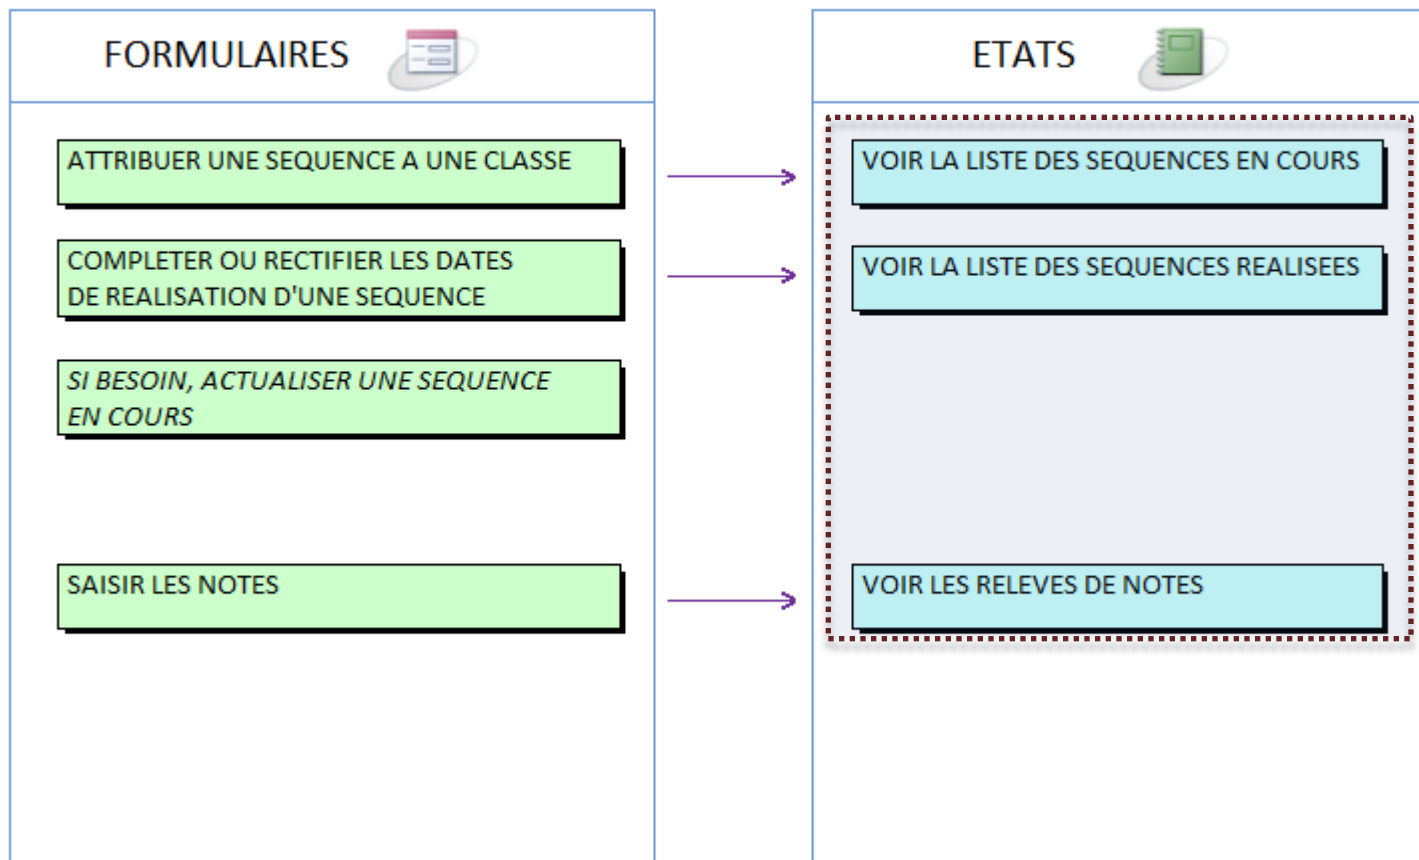 FORMULAIRES
ATTRIBUER UNE SEQUENCE A UNE CLASSE
COMPLETER OU RECTIFIER LES DATES
DE REALISATION D'UNE SEQUENCE
SI BESOIN, ACTUALISER UNE SEQUENCE
EN COURS
SAISIR LES NOTES
ETATS
VOIR LA LISTE DES SEQUENCES EN COURS
VOIR LA LISTE DES SEQUENCES REALISEES
VOIR LES RELEVES DE NOTES